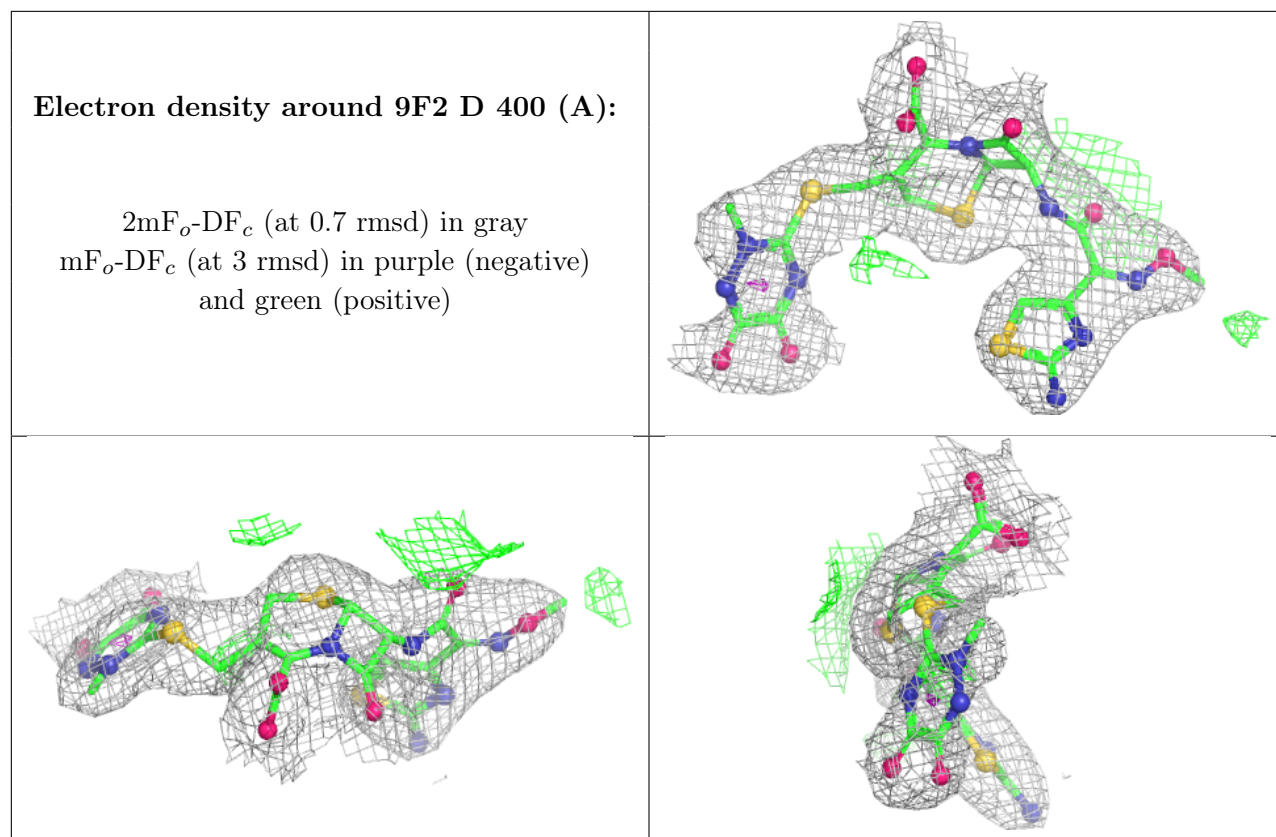 Electron density around 9F2 D 400 (A):
2mFₒ-DF𝒸 (at 0.7 rmsd) in gray
mFₒ-DF𝒸 (at 3 rmsd) in purple (negative)
and green (positive)